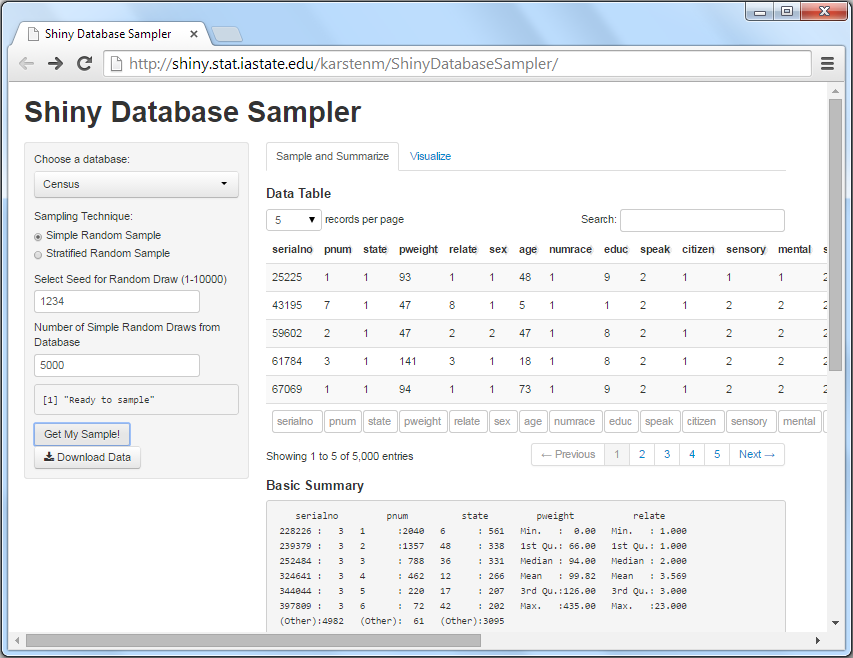 Shiny Database Sampler
http://shiny.stat.iastate.edu/karstenm/ShinyDatabaseSampler/
Shiny Database Sampler
Choose a database:
Census
Sampling Technique:
Simple Random Sample
Stratified Random Sample
Select Seed for Random Draw (1-10000)
1234
Number of Simple Random Draws from
Database
5000
[1] "Ready to sample"
Get My Sample!
Download Data
Sample and Summarize Visualize
Data Table
5 records per page Search:
serialno pnum state pweight relate sex age numrace educ speak citizen sensory mental s
25225 1 1 93 1 1 48 1 9 2 1 1 1 2
43195 7 1 47 8 1 5 1 1 2 1 2 2 2
59602 2 1 47 2 2 47 1 8 2 1 2 2 2
61784 3 1 141 3 1 18 1 8 2 1 2 2 2
67069 1 1 94 1 1 73 1 9 2 1 2 2 2
serialno pnum state pweight relate sex age numrace educ speak citizen sensory mental
Showing 1 to 5 of 5,000 entries ← Previous 1 2 3 4 5 Next →
Basic Summary
serialno pnum state pweight relate
228226 : 3 1 :2040 6 : 561 Min. : 0.00 Min. : 1.000
239379 : 3 2 :1357 48 : 338 1st Qu.: 66.00 1st Qu.: 1.000
252484 : 3 3 : 788 36 : 331 Median : 94.00 Median : 2.000
324641 : 3 4 : 462 12 : 266 Mean : 99.82 Mean : 3.569
344044 : 3 5 : 220 17 : 207 3rd Qu.:126.00 3rd Qu.: 3.000
397809 : 3 6 : 72 42 : 202 Max. :435.00 Max. :23.000
(Other):4982 (Other): 61 (Other):3095